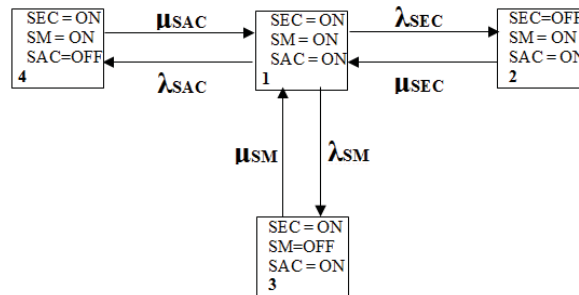 SEC = ON
SM = ON
SAC=OFF
4
μSAC
λSAC
SEC = ON
SM = ON
SAC = ON
1
λSEC
μSEC
SEC=OFF
SM = ON
SAC = ON
2
μSM
λSM
SEC = ON
SM=OFF
SAC = ON
3